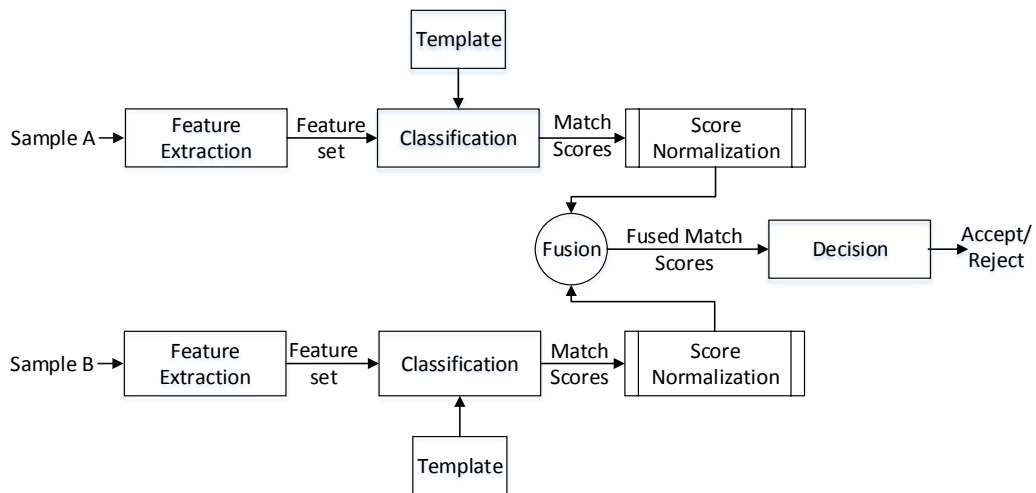 Template
Sample A
Feature
Extraction
Feature
set
Classification
Match
Scores
Score
Normalization
Fusion
Fused Match
Scores
Decision
Accept/
Reject
Sample B
Feature
Extraction
Feature
set
Classification
Match
Scores
Score
Normalization
Template